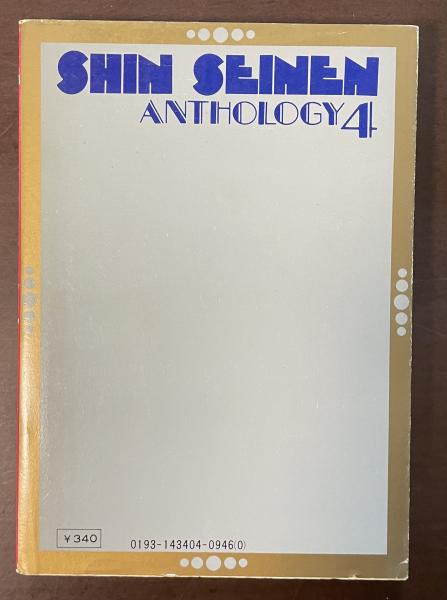 SHIN SEINEN
ANTHOLOGY4
¥340
0193-143404-0946(0)